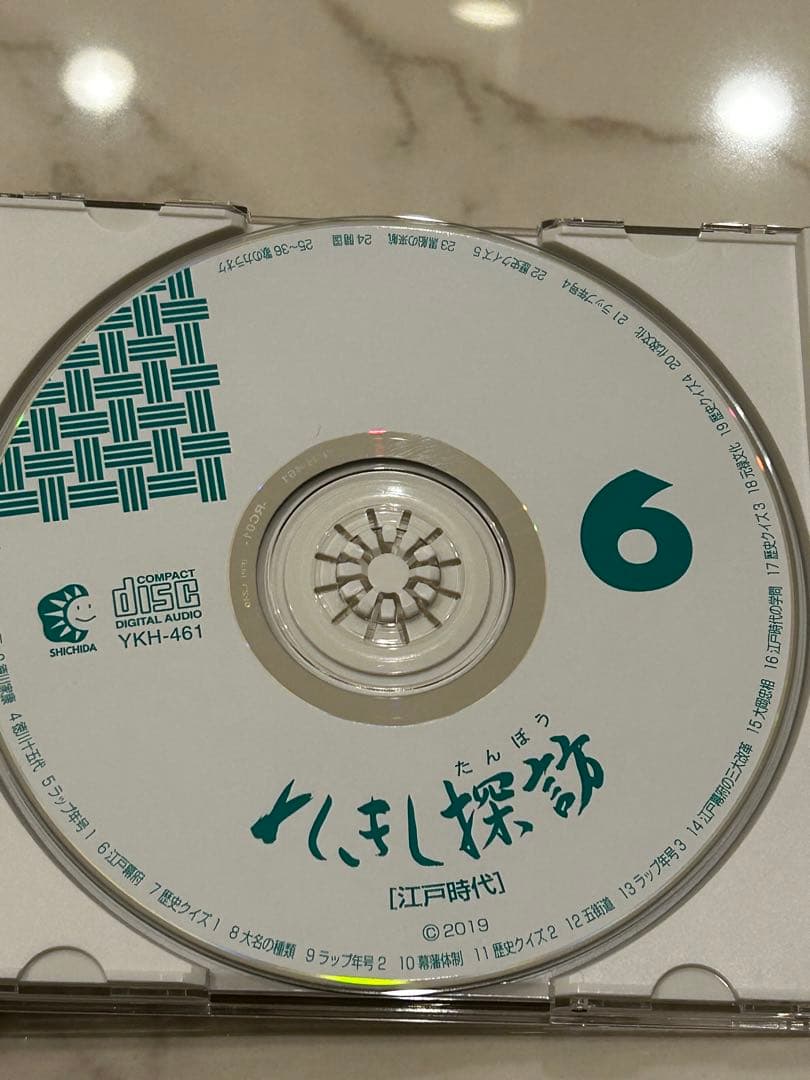 6
COMPACT
disc
DIGITAL AUDIO
YKH-461
SHICHIDA
たんぼう
れきし探訪
[江戸時代]
©2019
徳川家康 4 徳川十五代 5 ラップ年号 1 6 江戸幕府 7 歴史クイズ 1 8 大名の種類 9 ラップ年号 2 10 幕藩体制 11 歴史クイズ 2 12 五街道 13 ラップ年号 3 14 江戸幕府の三大改革 15 大岡忠相 16 江戸時代の学問 17 歴史クイズ 3 18 元禄文化 19 歴史クイズ 4 20 化政文化 21 ラップ年号 4 22 歴史クイズ 5 23 黒船の来航 24 開国 25～36 歌のカラオケ